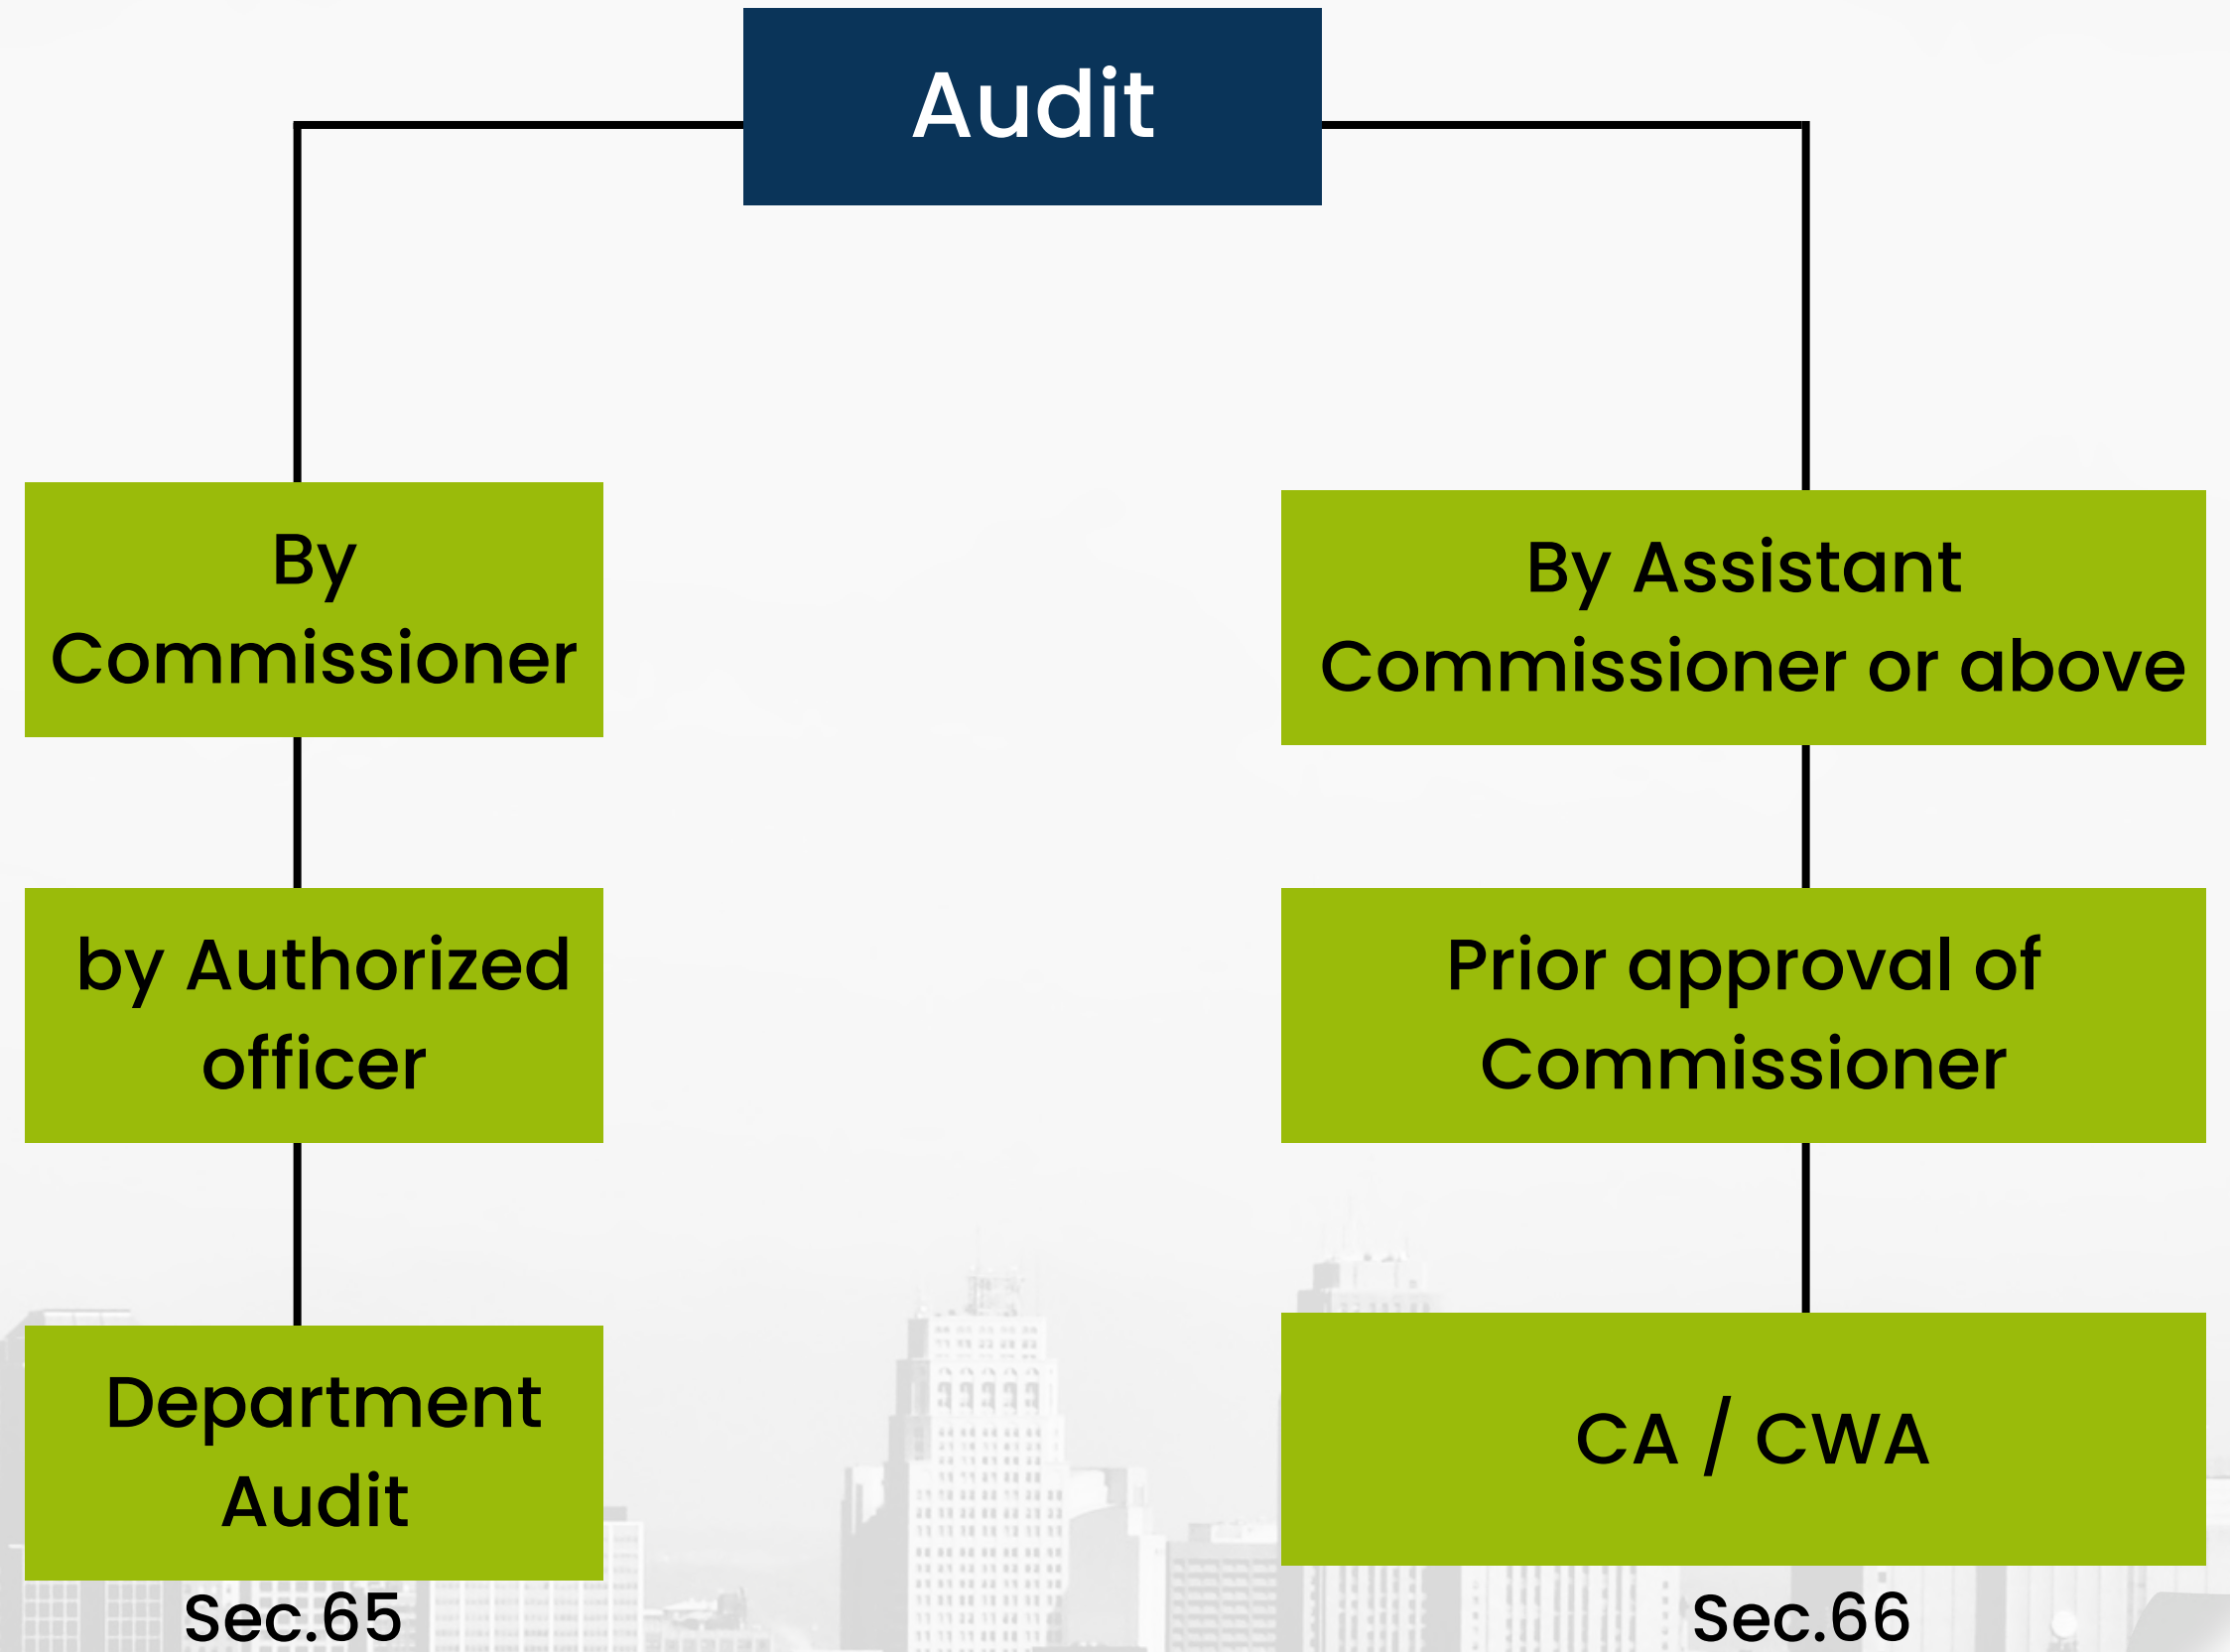 Audit
By
Commissioner
by Authorized
officer
Department
Audit
Sec.65
By Assistant
Commissioner or above
Prior approval of
Commissioner
CA / CWA
Sec.66